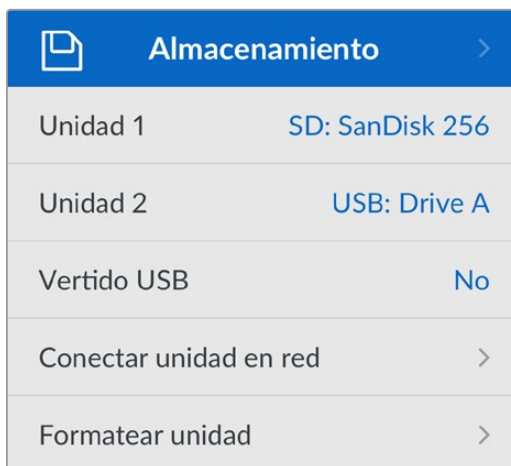 Almacenamiento
Unidad 1 SD: SanDisk 256
Unidad 2 USB: Drive A
Vertido USB No
Conectar unidad en red
Formatear unidad